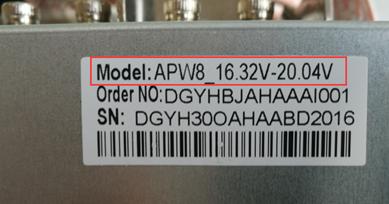 Model:APW8_16.32V-20.04V
Order NO:DGYHBJAHAAAI001
SN: DGYH30OAHAABD2016